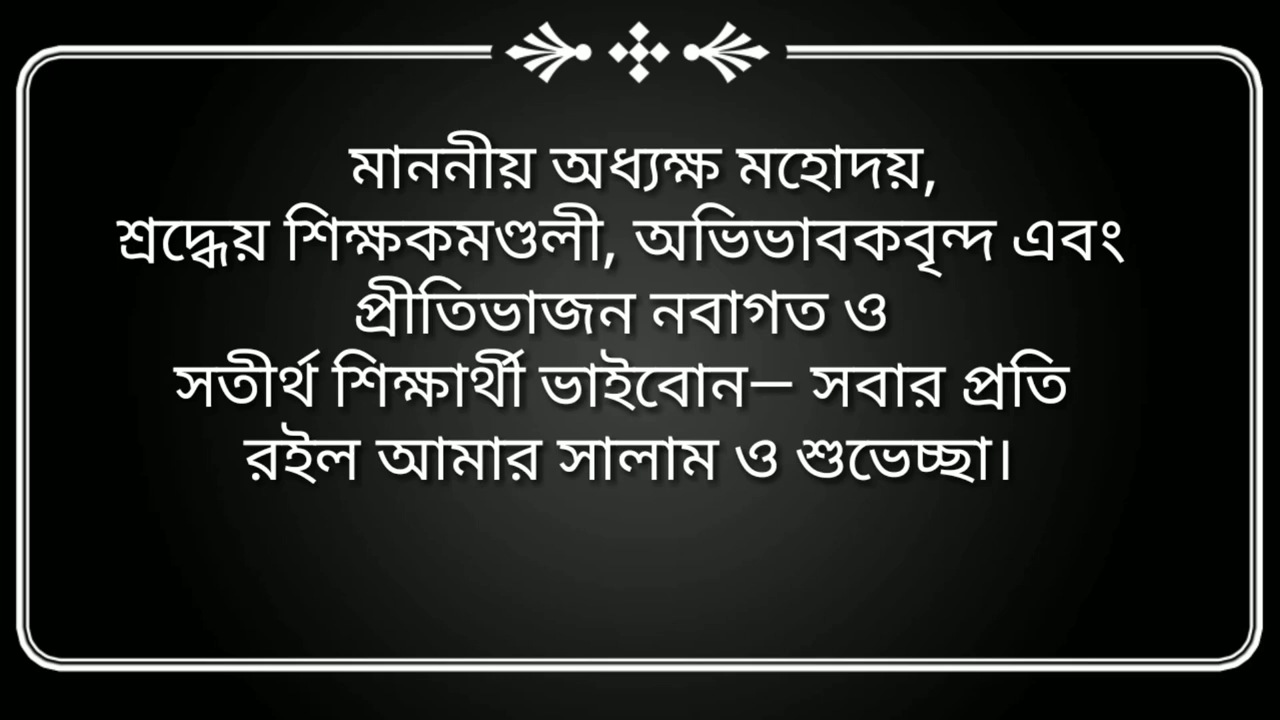 মাননীয় অধ্যক্ষ মহোদয়,
শ্রদ্ধেয় শিক্ষকমণ্ডলী, অভিভাবকবৃন্দ এবং
প্রীতিভাজন নবাগত ও
সতীর্থ শিক্ষার্থী ভাইবোন— সবার প্রতি
রইল আমার সালাম ও শুভেচ্ছা।